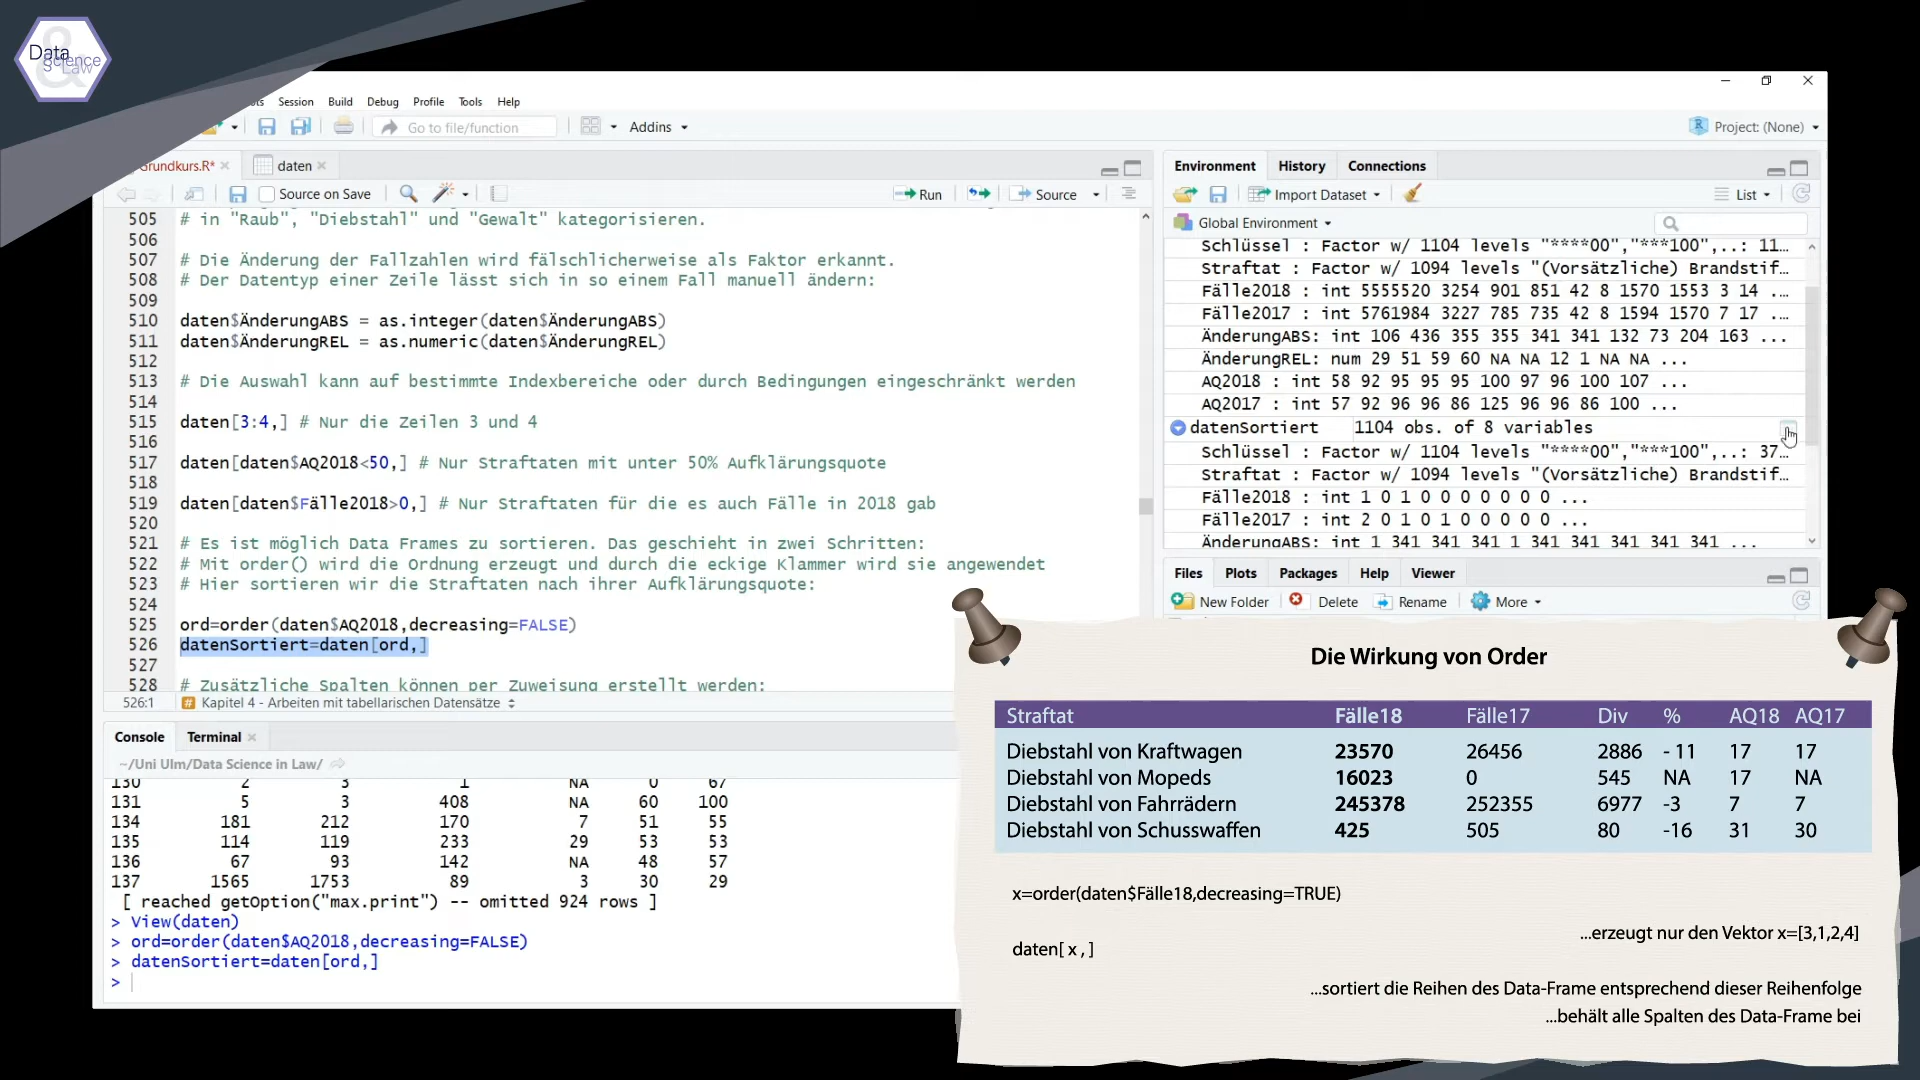 Data
Science
& Law
Session Build Debug Profile Tools Help
Go to file/function
Addins
Project: (None)
Grundkurs.R*
daten
Source on Save
Run
Source
505 # in "Raub", "Diebstahl" und "Gewalt" kategorisieren.
506
507 # Die Änderung der Fallzahlen wird fälschlicherweise als Faktor erkannt.
508 # Der Datentyp einer Zeile lässt sich in so einem Fall manuell ändern:
509
510 daten$ÄnderungABS = as.integer(daten$ÄnderungABS)
511 daten$ÄnderungREL = as.numeric(daten$ÄnderungREL)
512
513 # Die Auswahl kann auf bestimmte Indexbereiche oder durch Bedingungen eingeschränkt werden
514
515 daten[3:4,] # Nur die Zeilen 3 und 4
516
517 daten[daten$AQ2018<50,] # Nur Straftaten mit unter 50% Aufklärungsquote
518
519 daten[daten$Fälle2018>0,] # Nur Straftaten für die es auch Fälle in 2018 gab
520
521 # Es ist möglich Data Frames zu sortieren. Das geschieht in zwei Schritten:
522 # Mit order() wird die Ordnung erzeugt und durch die eckige Klammer wird sie angewendet
523 # Hier sortieren wir die Straftaten nach ihrer Aufklärungsquote:
524
525 ord=order(daten$AQ2018,decreasing=FALSE)
526 datenSortiert=daten[ord,]
527
528 # Zusätzliche Spalten können per Zuweisung erstellt werden:
526:1 Kapitel 4 - Arbeiten mit tabellarischen Datensätze
Console Terminal
~/Uni Ulm/Data Science in Law/
130 2 3 1 NA 0 67
131 5 3 408 NA 60 100
134 181 212 170 7 51 55
135 114 119 233 29 53 53
136 67 93 142 NA 48 57
137 1565 1753 89 3 30 29
[ reached getOption("max.print") -- omitted 924 rows ]
> View(daten)
> ord=order(daten$AQ2018,decreasing=FALSE)
> datenSortiert=daten[ord,]
>
Environment History Connections
Import Dataset
List
Global Environment
Schlüssel : Factor w/ 1104 levels "****00","***100",..: 11…
Straftat : Factor w/ 1094 levels "(Vorsätzliche) Brandstif…
Fälle2018 : int 5555520 3254 901 851 42 8 1570 1553 3 14 …
Fälle2017 : int 5761984 3227 785 735 42 8 1594 1570 7 17 …
ÄnderungABS: int 106 436 355 355 341 341 132 73 204 163 ...
ÄnderungREL: num 29 51 59 60 NA NA 12 1 NA NA ...
AQ2018 : int 58 92 95 95 95 100 97 96 100 107 ...
AQ2017 : int 57 92 96 96 86 125 96 96 86 100 ...
datenSortiert 1104 obs. of 8 variables
Schlüssel : Factor w/ 1104 levels "****00","***100",..: 37…
Straftat : Factor w/ 1094 levels "(Vorsätzliche) Brandstif…
Fälle2018 : int 1 0 1 0 0 0 0 0 0 0 ...
Fälle2017 : int 2 0 1 0 1 0 0 0 0 0 ...
ÄnderungABS: int 1 341 341 341 1 341 341 341 341 341 ...
Files Plots Packages Help Viewer
New Folder Delete Rename More
Die Wirkung von Order
Straftat Fälle18 Fälle17 Div % AQ18 AQ17
Diebstahl von Kraftwagen 23570 26456 2886 - 11 17 17
Diebstahl von Mopeds 16023 0 545 NA 17 NA
Diebstahl von Fahrrädern 245378 252355 6977 -3 7 7
Diebstahl von Schusswaffen 425 505 80 -16 31 30
x=order(daten$Fälle18,decreasing=TRUE)
...erzeugt nur den Vektor x=[3,1,2,4]
daten[ x , ]
...sortiert die Reihen des Data-Frame entsprechend dieser Reihenfolge
...behält alle Spalten des Data-Frame bei